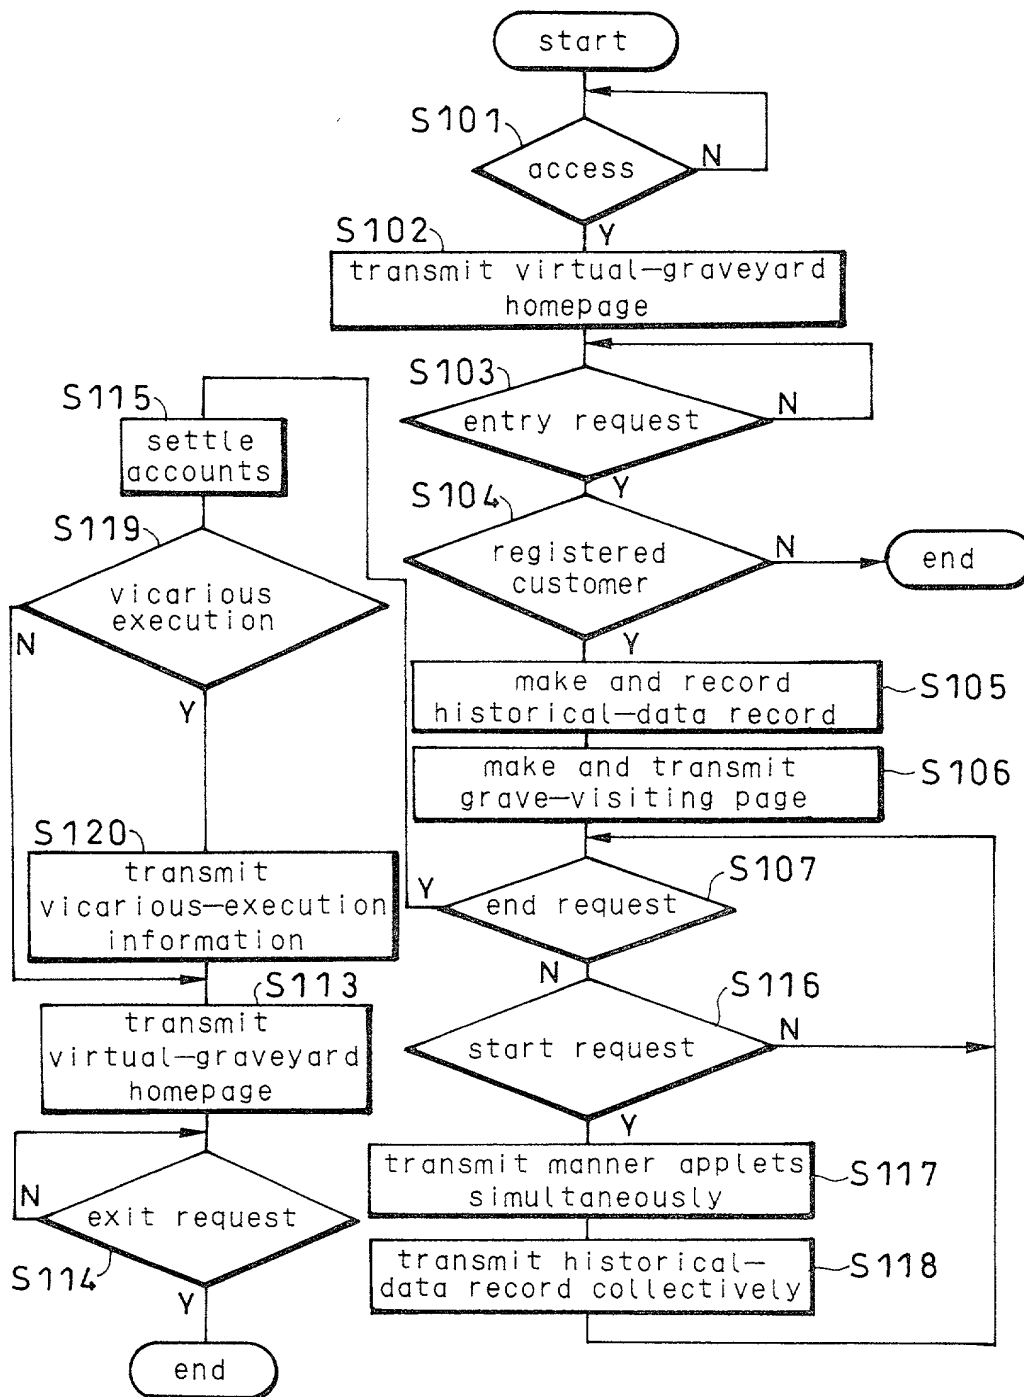 start
S101
access
N
Y
S102
transmit virtual-graveyard
homepage
S103
entry request
N
Y
S104
registered
customer
N
end
Y
make and record
historical-data record
S105
make and transmit
grave-visiting page
S106
S107
end request
Y
N
S116
start request
N
Y
transmit manner applets
simultaneously
S117
transmit historical-
data record collectively
S118
S115
settle
accounts
S119
vicarious
execution
N
Y
S120
transmit
vicarious-execution
information
S113
transmit
virtual-graveyard
homepage
N
exit request
S114
Y
end